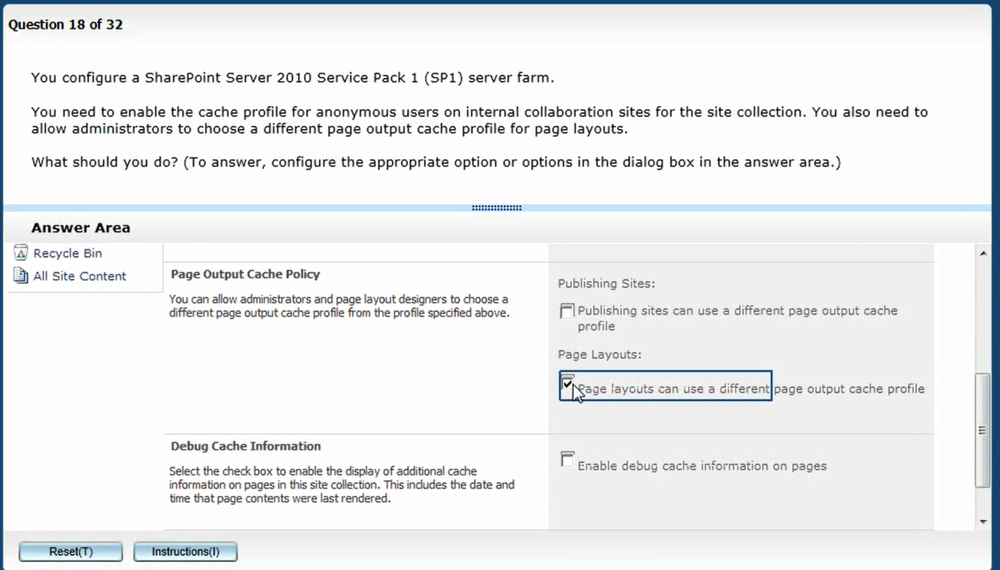 Question 18 of 32
You configure a SharePoint Server 2010 Service Pack 1 (SP1) server farm.
You need to enable the cache profile for anonymous users on internal collaboration sites for the site collection. You also need to
allow administrators to choose a different page output cache profile for page layouts.
What should you do? (To answer, configure the appropriate option or options in the dialog box in the answer area.)
Answer Area
Recycle Bin
All Site Content
Page Output Cache Policy
You can allow administrators and page layout designers to choose a
different page output cache profile from the profile specified above.
Publishing Sites:
Publishing sites can use a different page output cache
profile
Page Layouts:
Page layouts can use a different page output cache profile
Debug Cache Information
Select the check box to enable the display of additional cache
information on pages in this site collection. This includes the date and
time that page contents were last rendered.
Enable debug cache information on pages
Reset(T)
Instructions(I)